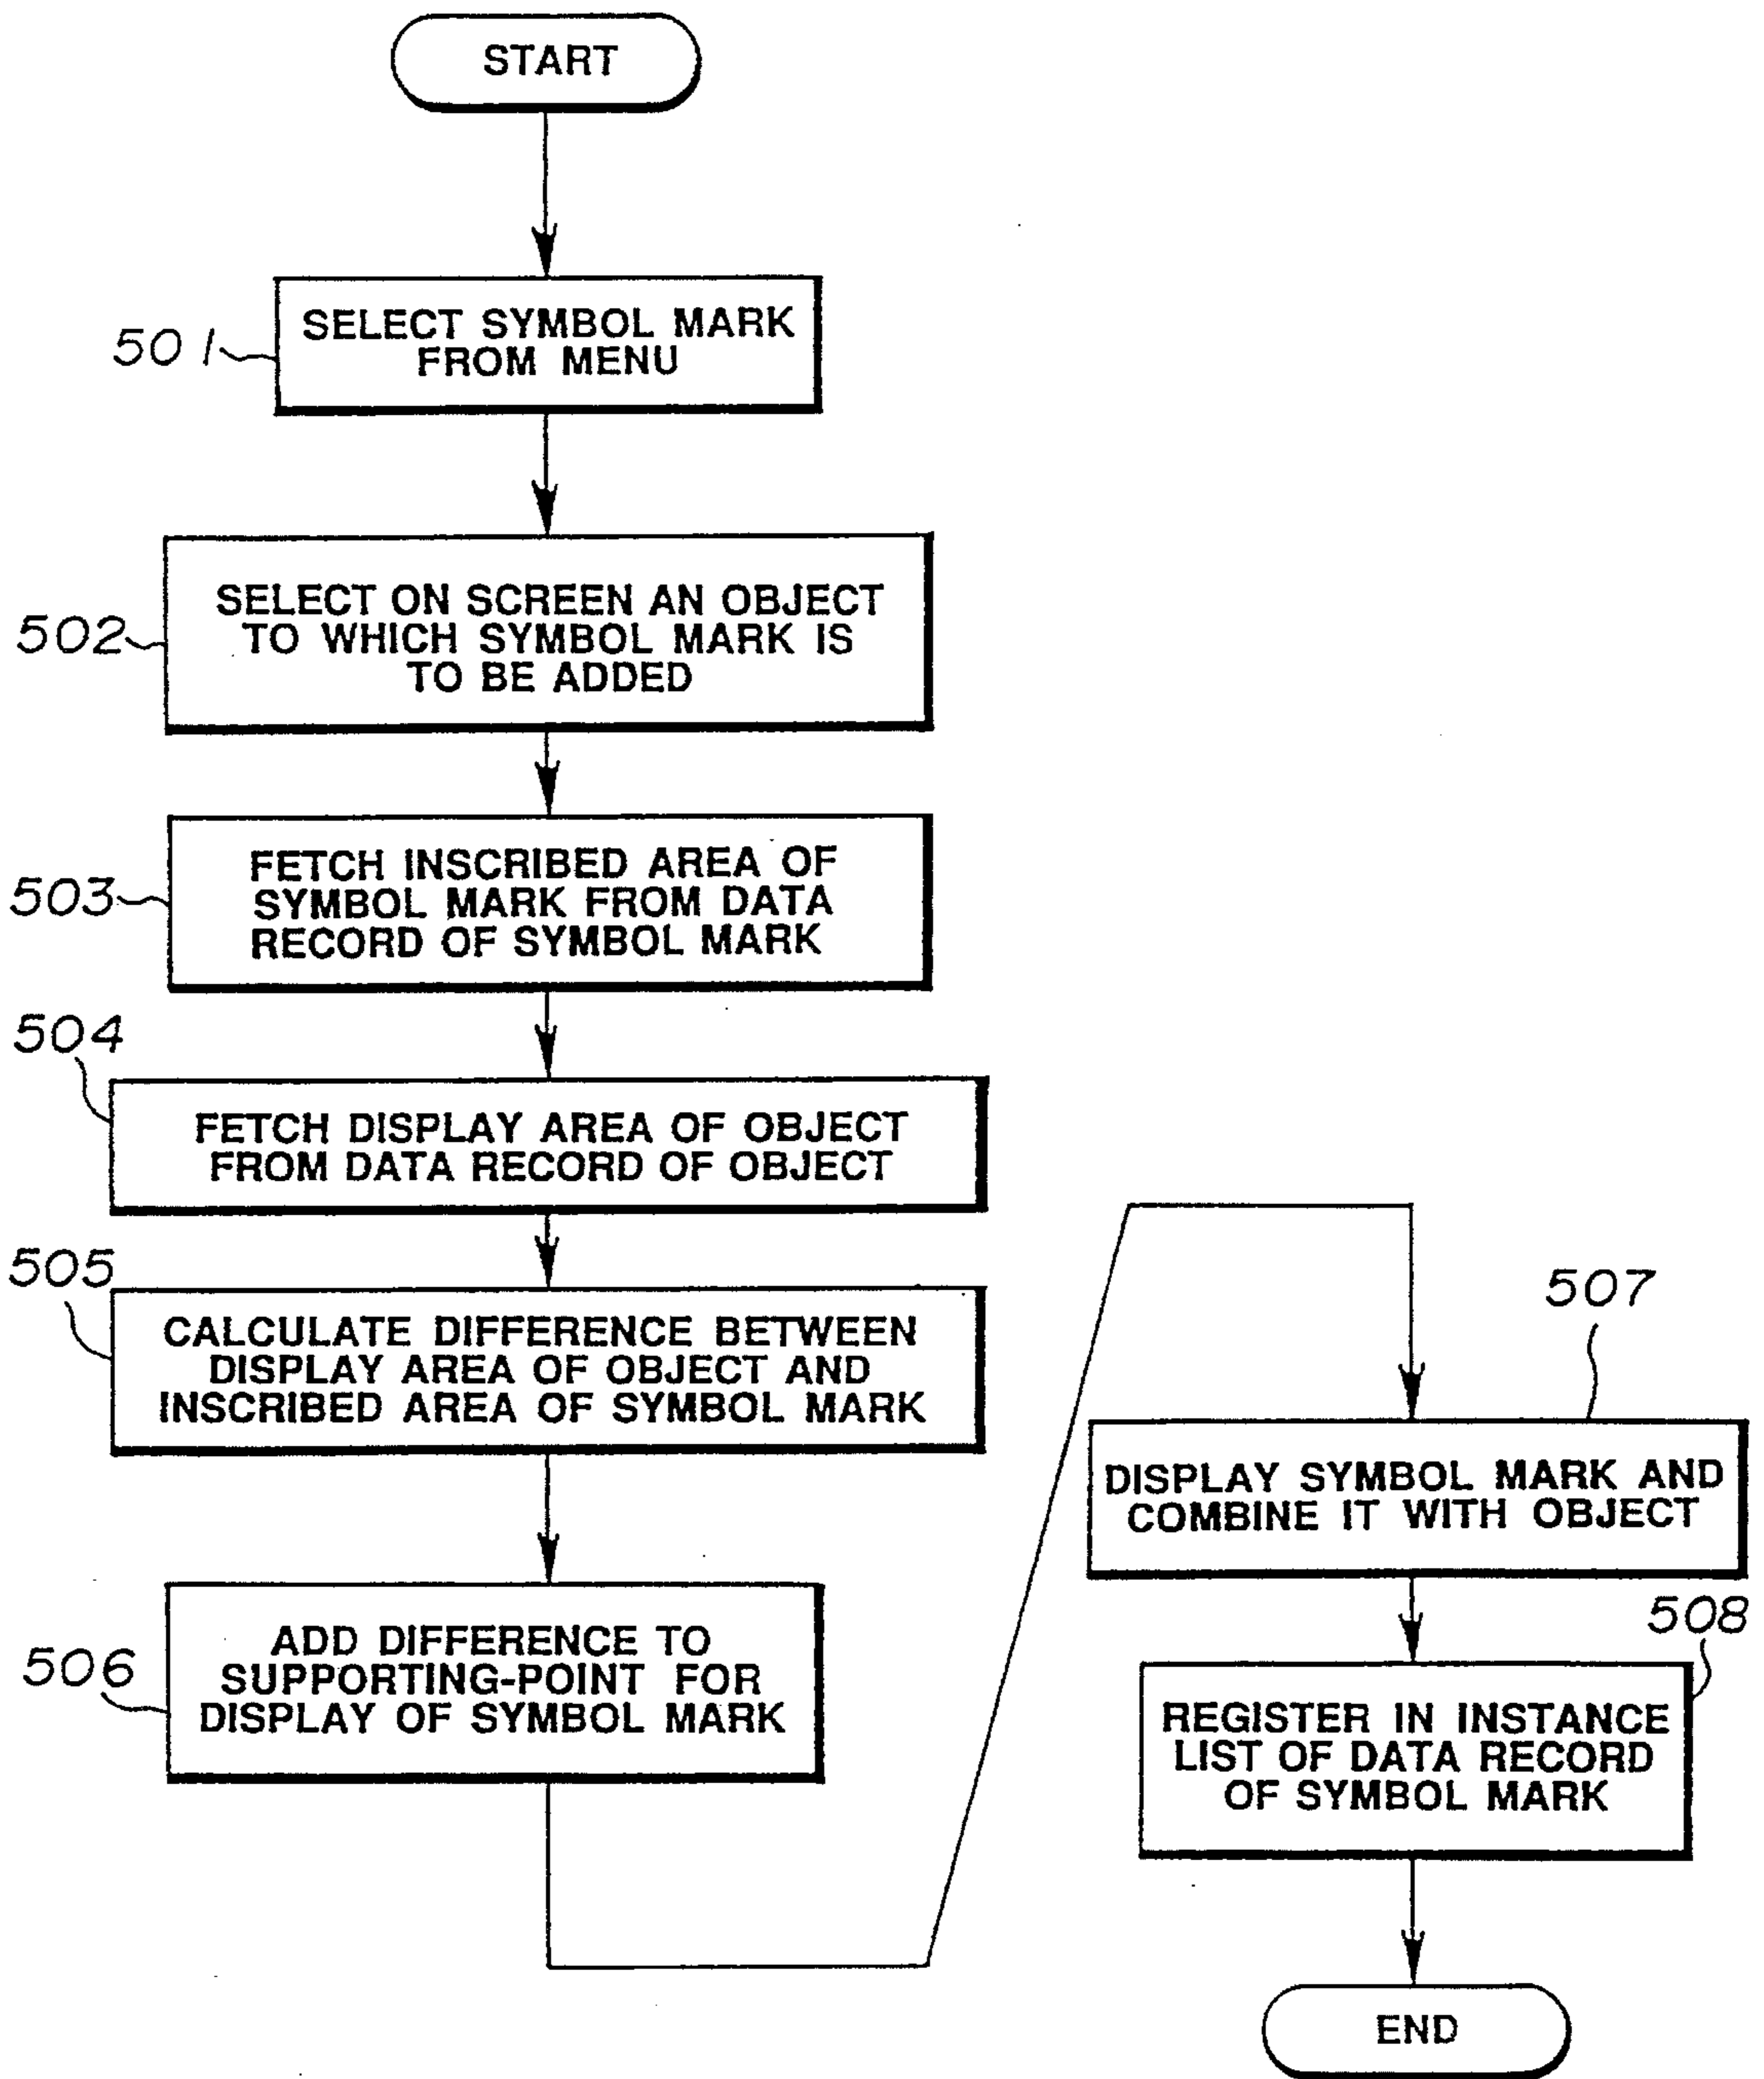 START
501
SELECT SYMBOL MARK
FROM MENU
502
SELECT ON SCREEN AN OBJECT
TO WHICH SYMBOL MARK IS
TO BE ADDED
503
FETCH INSCRIBED AREA OF
SYMBOL MARK FROM DATA
RECORD OF SYMBOL MARK
504
FETCH DISPLAY AREA OF OBJECT
FROM DATA RECORD OF OBJECT
505
CALCULATE DIFFERENCE BETWEEN
DISPLAY AREA OF OBJECT AND
INSCRIBED AREA OF SYMBOL MARK
506
ADD DIFFERENCE TO
SUPPORTING-POINT FOR
DISPLAY OF SYMBOL MARK
507
DISPLAY SYMBOL MARK AND
COMBINE IT WITH OBJECT
508
REGISTER IN INSTANCE
LIST OF DATA RECORD
OF SYMBOL MARK
END